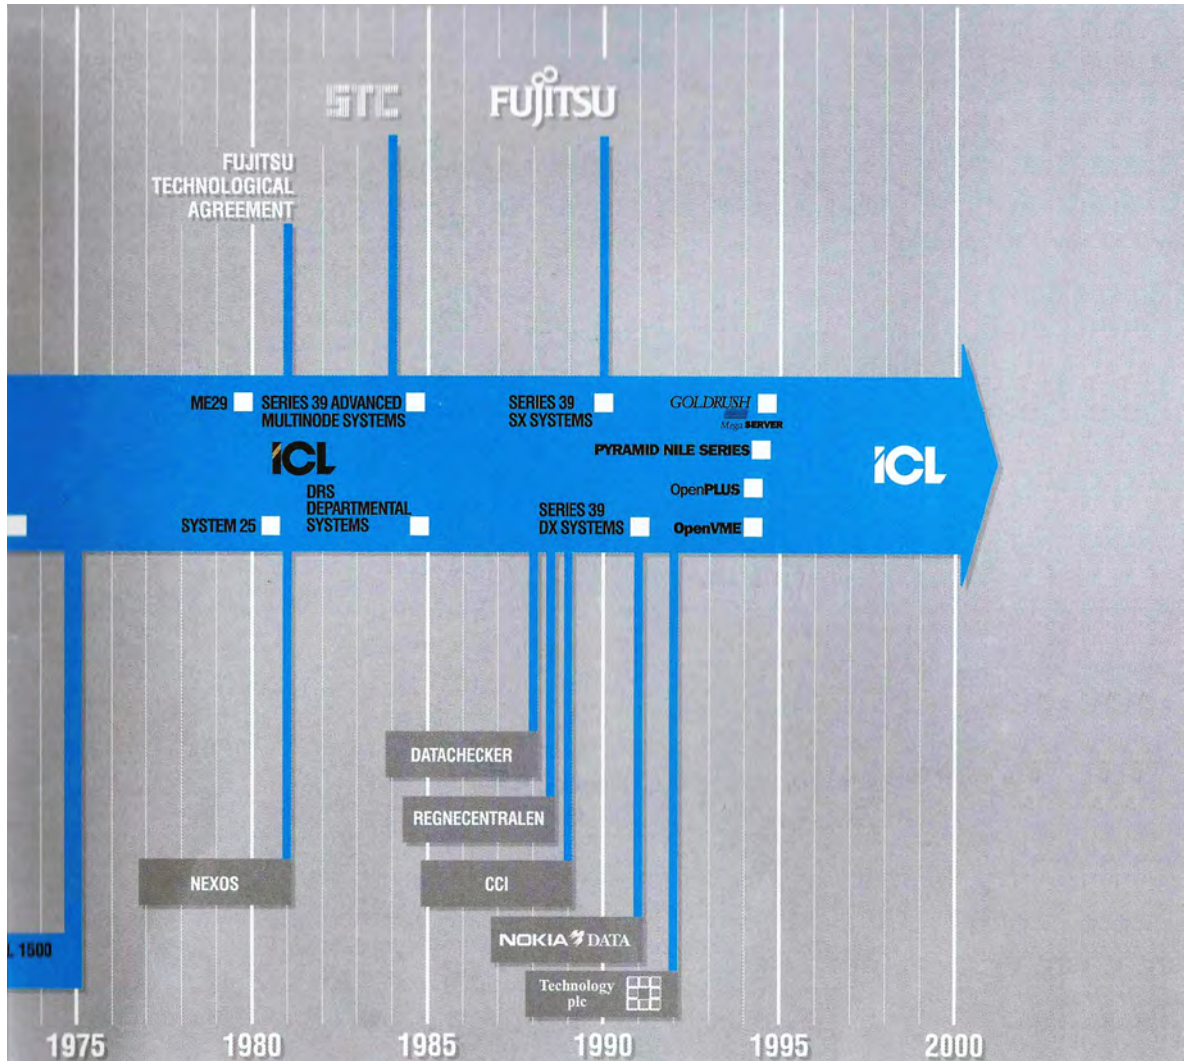 STC
FUJITSU
FUJITSU
TECHNOLOGICAL
AGREEMENT
ME29
SERIES 39 ADVANCED
MULTINODE SYSTEMS
SERIES 39
SX SYSTEMS
GOLDRUSH
Mega SERVER
PYRAMID NILE SERIES
ICL
ICL
DRS
DEPARTMENTAL
SYSTEMS
OpenPLUS
SYSTEM 25
SERIES 39
DX SYSTEMS
OpenVME
DATACHECKER
REGNECENTRALEN
NEXOS
CCI
NOKIA DATA
1500
Technology
plc
1975
1980
1985
1990
1995
2000